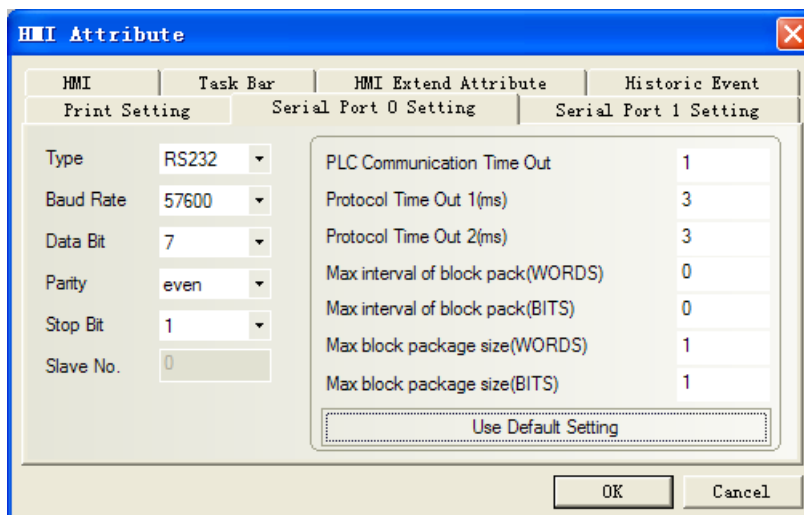 HMI Attribute
HMI Task Bar HMI Extend Attribute Historic Event
Print Setting Serial Port 0 Setting Serial Port 1 Setting
Type RS232
Baud Rate 57600
Data Bit 7
Parity even
Stop Bit 1
Slave No. 0
PLC Communication Time Out 1
Protocol Time Out 1(ms) 3
Protocol Time Out 2(ms) 3
Max interval of block pack(WORDS) 0
Max interval of block pack(BITS) 0
Max block package size(WORDS) 1
Max block package size(BITS) 1
Use Default Setting
OK Cancel